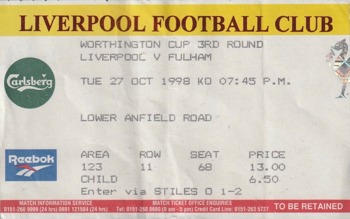 LIVERPOOL FOOTBALL CLUB
WORTHINGTON CUP 3RD ROUND
LIVERPOOL V FULHAM
Carlsberg
TUE 27 OCT 1998 KO 07:45 P.M.
LOWER ANFIELD ROAD
Reebok
AREA ROW SEAT PRICE
123 11 68 13.00
CHILD 6.50
Enter via STILES O 1-2
MATCH INFORMATION SERVICE
MATCH TICKET OFFICE ENQUIRIES
TO BE RETAINED